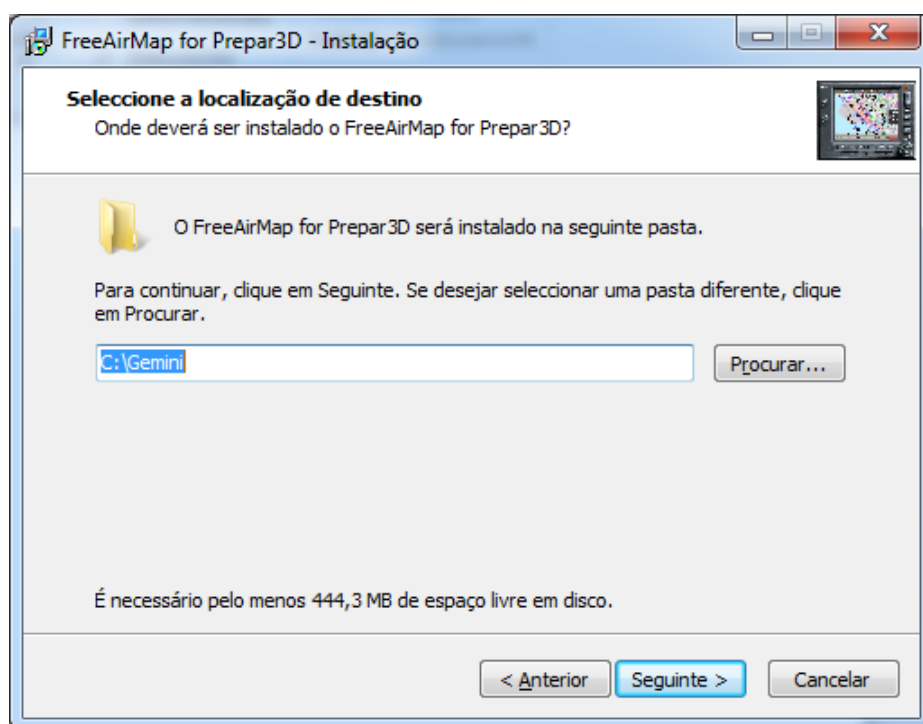 FreeAirMap for Prepar3D - Instalação
Seleccione a localização de destino
Onde deverá ser instalado o FreeAirMap for Prepar3D?
O FreeAirMap for Prepar3D será instalado na seguinte pasta.
Para continuar, clique em Seguinte. Se desejar seleccionar uma pasta diferente, clique
em Procurar.
C:\Gemini
Procurar...
É necessário pelo menos 444,3 MB de espaço livre em disco.
< Anterior
Seguinte >
Cancelar